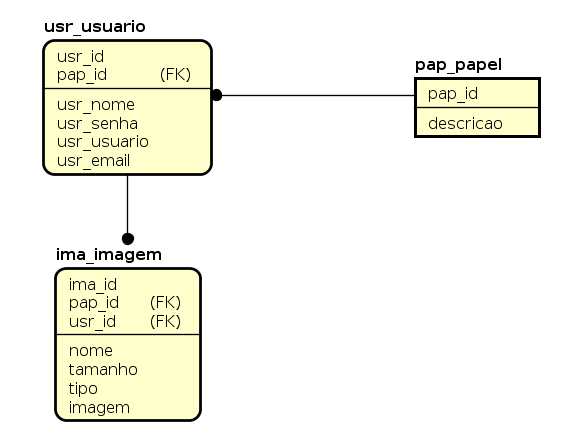 usr_usuario
usr_id
pap_id (FK)
usr_nome
usr_senha
usr_usuario
usr_email
pap_papel
pap_id
descricao
ima_imagem
ima_id
pap_id (FK)
usr_id (FK)
nome
tamanho
tipo
imagem